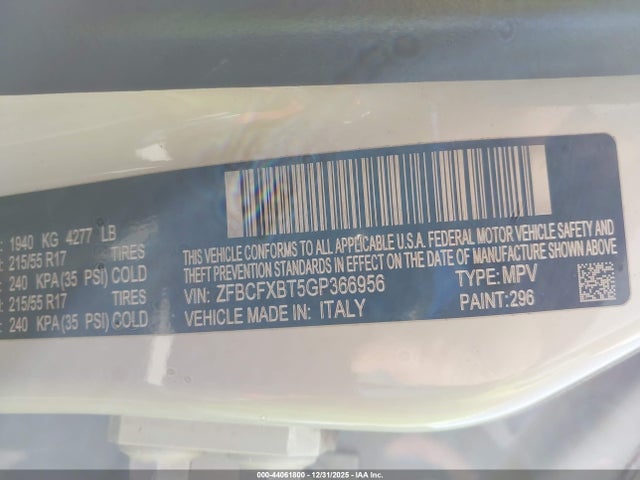 : 1940 KG 4277 LB
: 215/55 R17 TIRES
: 240 KPA(35 PSI) COLD
: 215/55 R17 TIRES
: 240 KPA(35 PSI) COLD
THIS VEHICLE CONFORMS TO ALL APPLICABLE U.S.A. FEDERAL MOTOR VEHICLE SAFETY AND
THEFT PREVENTION STANDARDS IN EFFECT ON THE DATE OF MANUFACTURE SHOWN ABOVE
VIN: ZFBCFXBT5GP366956 TYPE: MPV
VEHICLE MADE IN: ITALY PAINT: 296
000-44061800 - 12/31/2025 - IAA Inc.